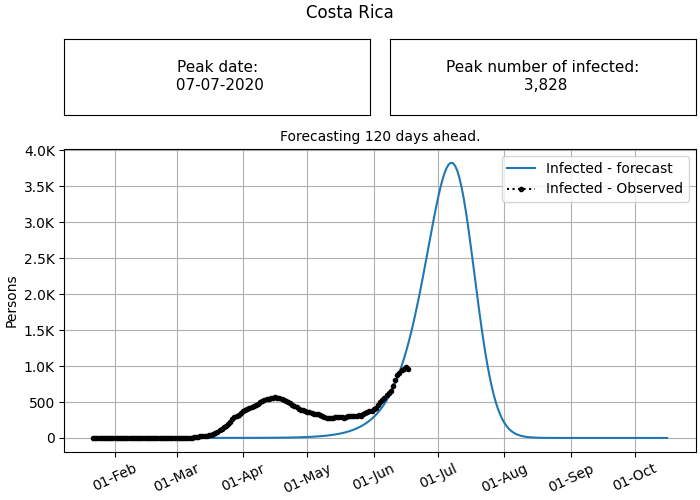 Costa Rica
Peak date:
07-07-2020
Peak number of infected:
3,828
Forecasting 120 days ahead.
4.0K
3.5K
3.0K
2.5K
2.0K
1.5K
1.0K
500
0
Persons
Infected - forecast
Infected - Observed
01-Feb
01-Mar
01-Apr
01-May
01-Jun
01-Jul
01-Aug
01-Sep
01-Oct